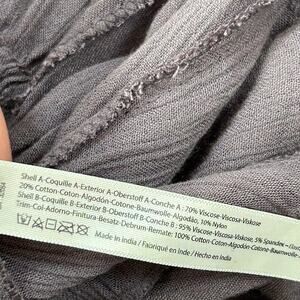 Shell A-Coquille A-Exterior A-Oberstoff A-Conche A : 70% Viscose-Viscosa-Viskose
20% Cotton-Coton-Algodón-Cotone-Baumwolle-Algodão, 10% Nylon
Shell B-Coquille B-Exterior B-Oberstoff B-Conche B : 95% Viscose-Viscosa-Viskose, 5% Spandex
Trim-Col-Adorno-Finitura-Besatz-Debrum-Remate: 100% Cotton-Coton-Algodón-Cotone-Baumwolle
Made in India / Faoriqué en Inde / Hecho en India